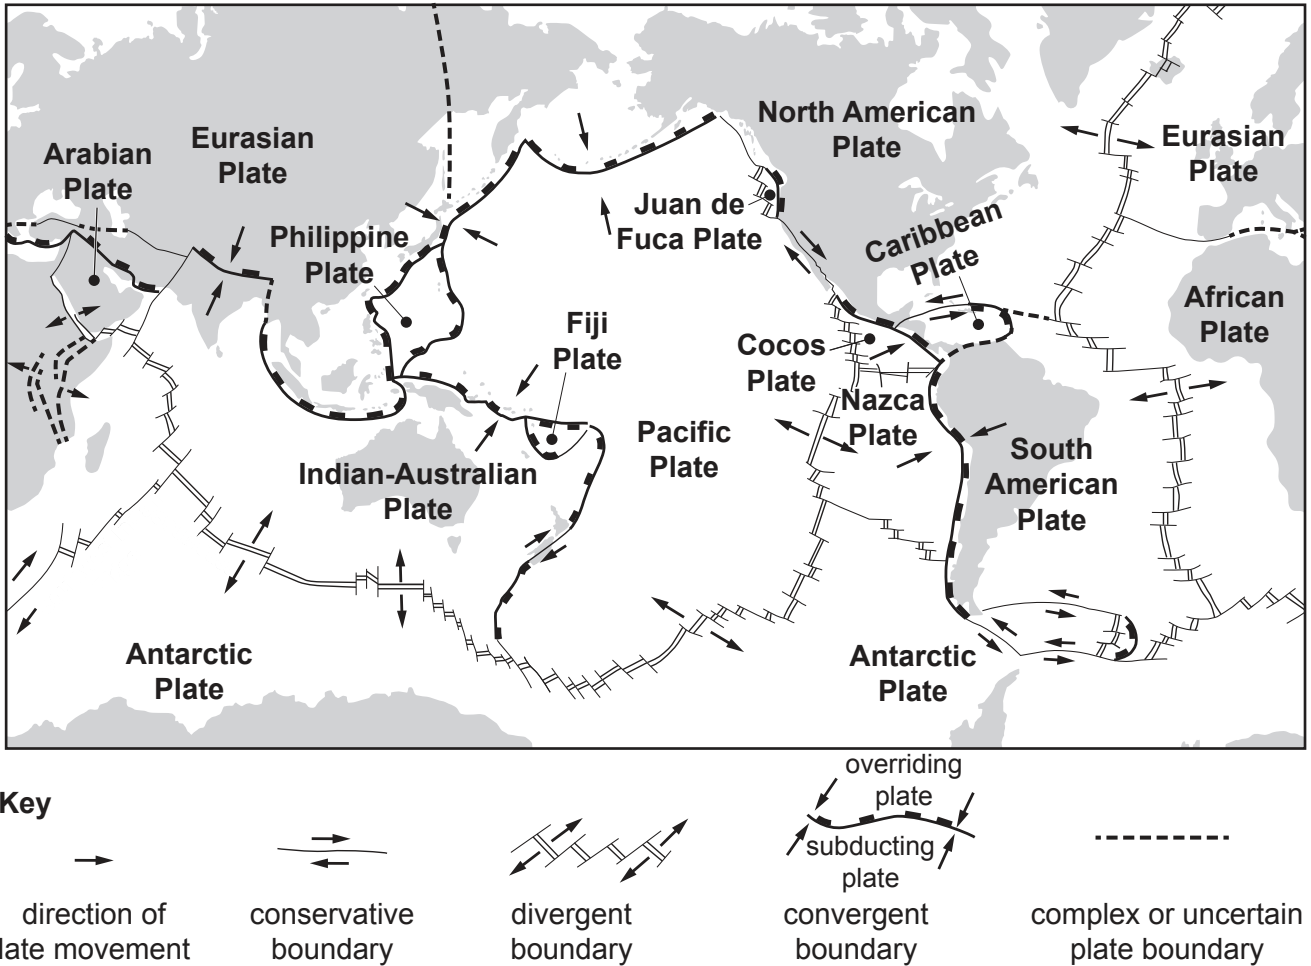 North American
Plate
Eurasian
Plate
Arabian
Plate
Eurasian
Plate
Juan de
Fuca Plate
Caribbean
Plate
Philippine
Plate
African
Plate
Fiji
Plate
Cocos
Plate
Nazca
Plate
Pacific
Plate
South
American
Plate
Indian-Australian
Plate
Antarctic
Plate
Antarctic
Plate
Key
overriding
plate
subducting
plate
direction of
late movement
conservative
boundary
divergent
boundary
convergent
boundary
complex or uncertain
plate boundary